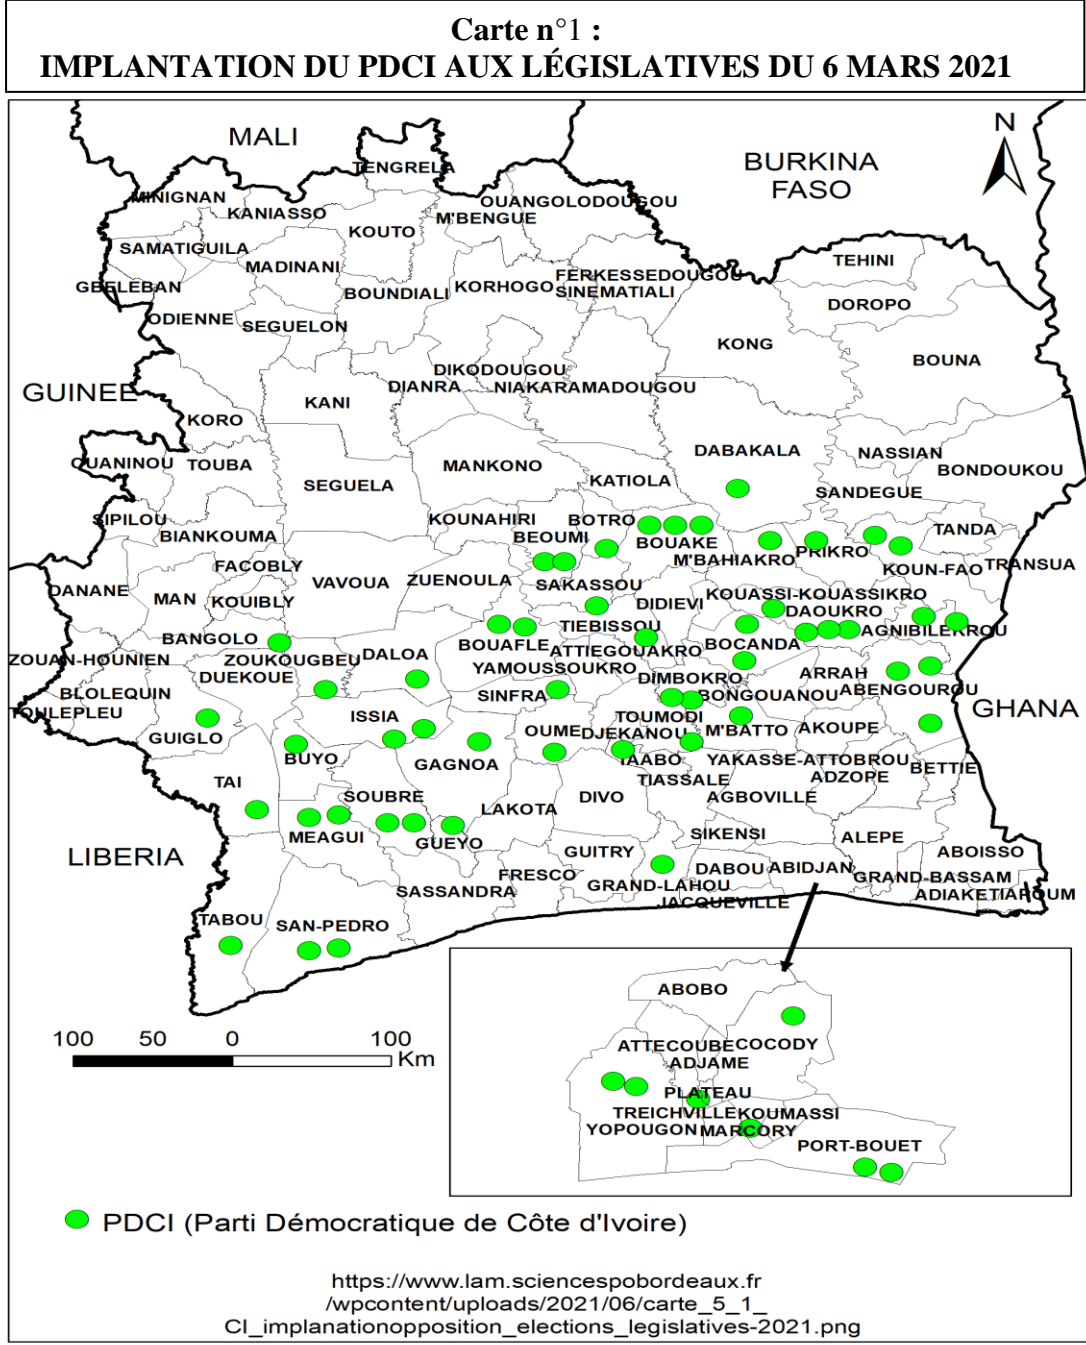 Carte n°1 :
IMPLANTATION DU PDCI AUX LÉGISLATIVES DU 6 MARS 2021
N
MALI
BURKINA
FASO
TENGRELA
MINIGNAN
KANIASSO
OUANGOLODOUGOU
M'BENGUE
KOUTO
SAMATIGUILA
MADINANI
TEHINI
GBELEBAN
BOUNDIALI
KORHOGO
FERKESSEDOUGOU
SINEMATIALI
DOROPO
ODIENNE
SEGUELON
KONG
BOUNA
DIKODOUGOU
DIANRA
NIAKARAMADOUGOU
GUINEE
KANI
KORO
DABAKALA
NASSIAN
OUANINOU
TOUBA
MANKONO
BONDOUKOU
SEGUELA
KATIOLA
SANDEGUE
SIPILOU
BIANKOUMA
KOUNAHIRI
BOTRO
BEOUMI
BOUAKE
TANDA
M'BAHIAKRO
PRIKRO
KOUN-FAO
TRANSUA
FACOBLY
DANANE
MAN
KOUIBLY
VAVOUA
ZUENOULA
SAKASSOU
DIDIEVI
KOUASSI-KOUASSIKRO
DAOUKRO
BANGOLO
TIEBISSOU
AGNIBILEKROU
BOUAFLE
ATTIEGOUAKRO
BOCANDA
ZOUAN-HOUNIEN
ZOUKOUGBEU
DALOA
YAMOUSSOUKRO
DUEKOUE
DIMBOKRO
ARRAH
BLOLEQUIN
SINFRA
BONGOUANOU
ABENGOUROU
TOULEPLEU
ISSIA
TOUMODI
GHANA
GUIGLO
OUME
DJEKANOU
M'BATTO
AKOUPE
BUYO
GAGNOA
TAABO
YAKASSE-ATTOBROU
BETTIE
TAI
TIASSALE
ADZOPE
SOUBRE
DIVO
AGBOVILLE
LAKOTA
MEAGUI
GUEYO
SIKENSI
ALEPE
LIBERIA
GUITRY
ABOISSO
FRESCO
DABOU
ABIDJAN
GRAND-BASSAM
SASSANDRA
GRAND-LAHOU
JACQUEVILLE
ADIAKE
TIAPOUM
TABOU
SAN-PEDRO
ABOBO
ATTECOUBE
COCODY
ADJAME
PLATEAU
TREICHVILLE
KOUMASSI
YOPOUGON
MARCORY
PORT-BOUET
100 50 0 100
Km
PDCI (Parti Démocratique de Côte d'Ivoire)
https://www.lam.sciencespobordeaux.fr
/wpcontent/uploads/2021/06/carte_5_1_
CI_implanationopposition_elections_legislatives-2021.png